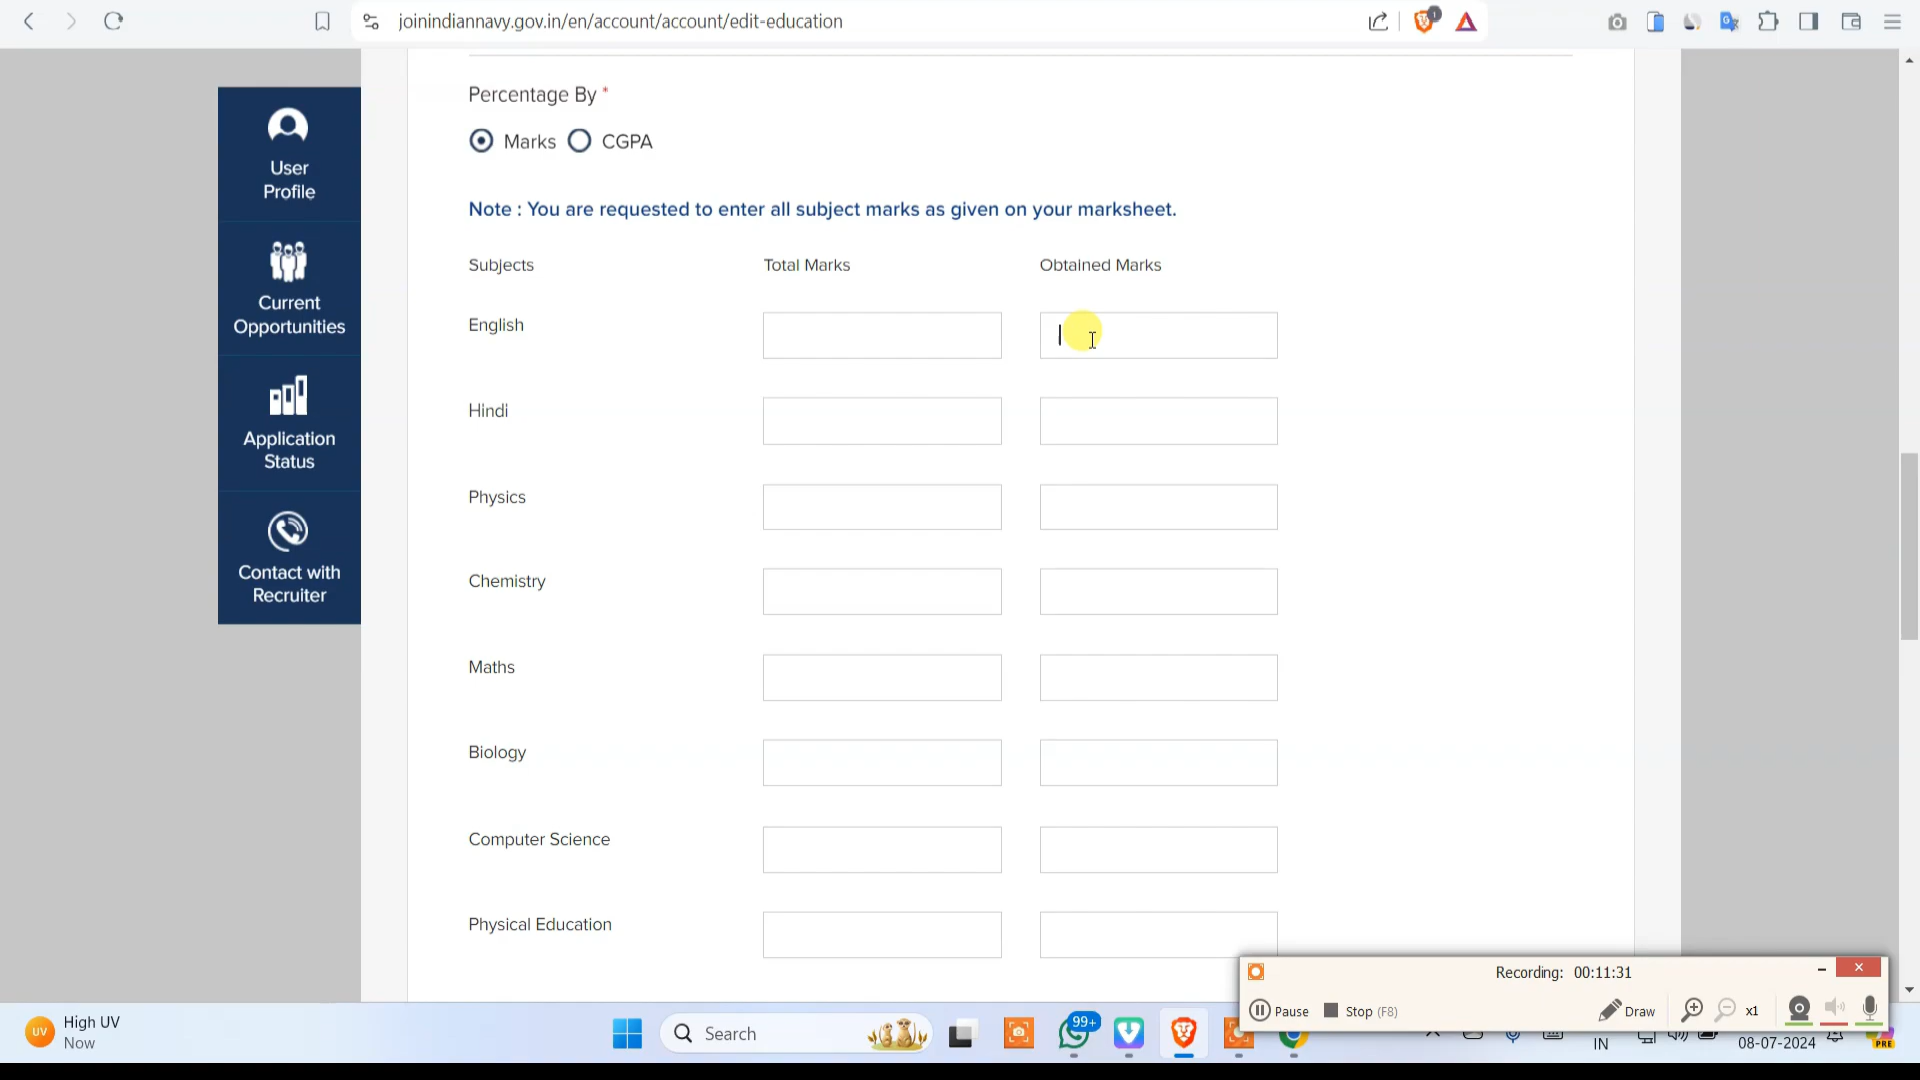 joinindiannavy.gov.in/en/account/account/edit-education
User
Profile
Current
Opportunities
Application
Status
Contact with
Recruiter
Percentage By *
Marks CGPA
Note : You are requested to enter all subject marks as given on your marksheet.
Subjects Total Marks Obtained Marks
English
Hindi
Physics
Chemistry
Maths
Biology
Computer Science
Physical Education
Recording: 00:11:31
Pause Stop (F8) Draw x1
UV High UV
Now
Search
99+
IN
08-07-2024
PRE